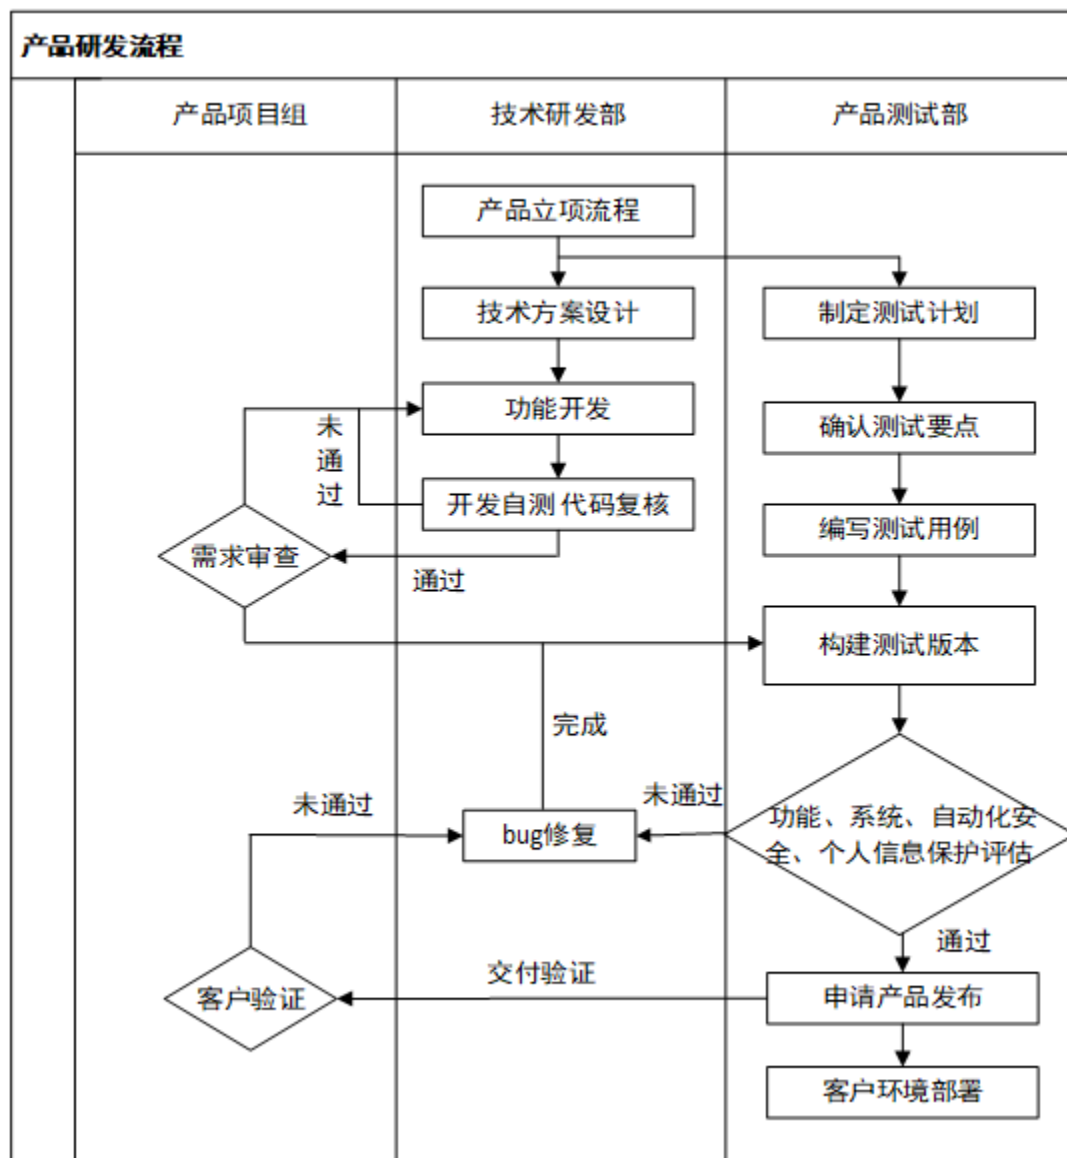 产品研发流程
产品项目组
技术研发部
产品测试部
产品立项流程
技术方案设计
制定测试计划
功能开发
确认测试要点
未
通
过
开发自测 代码复核
编写测试用例
需求审查
通过
构建测试版本
完成
未通过
未通过
bug修复
功能、系统、自动化安
全、个人信息保护评估
通过
交付验证
客户验证
申请产品发布
客户环境部署